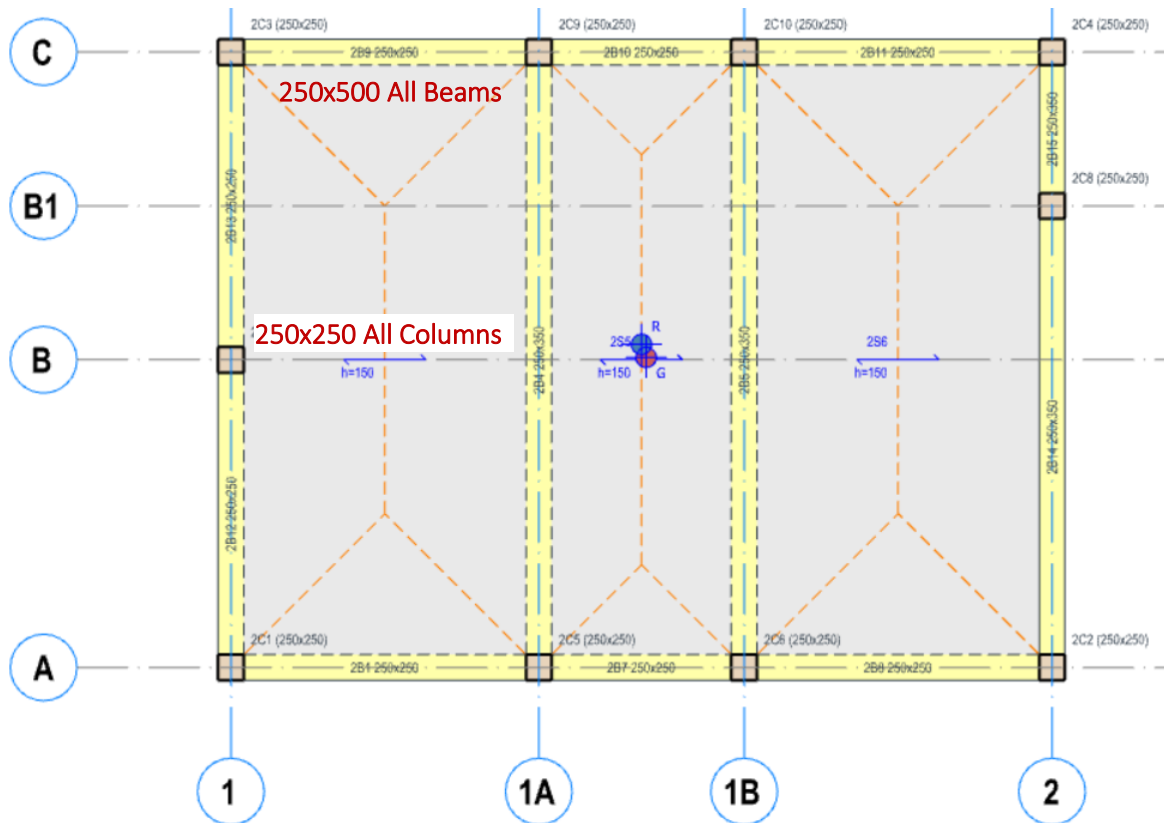 2C3 (250x250)
2C9 (250x250)
2C10 (250x250)
2C4 (250x250)
C
2B9 250x250
2B10 250x250
2B11 250x250
250x500 All Beams
2B15 250x350
2C8 (250x250)
B1
2B13 250x250
250x250 All Columns
R
2S5
2S6
B
h=150
h=150
G
h=150
2B4 250x350
2B5 250x350
2B14 250x350
2B12 250x250
2C1 (250x250)
2C5 (250x250)
2C6 (250x250)
2C2 (250x250)
A
2B1 250x250
2B7 250x250
2B8 250x250
1
1A
1B
2